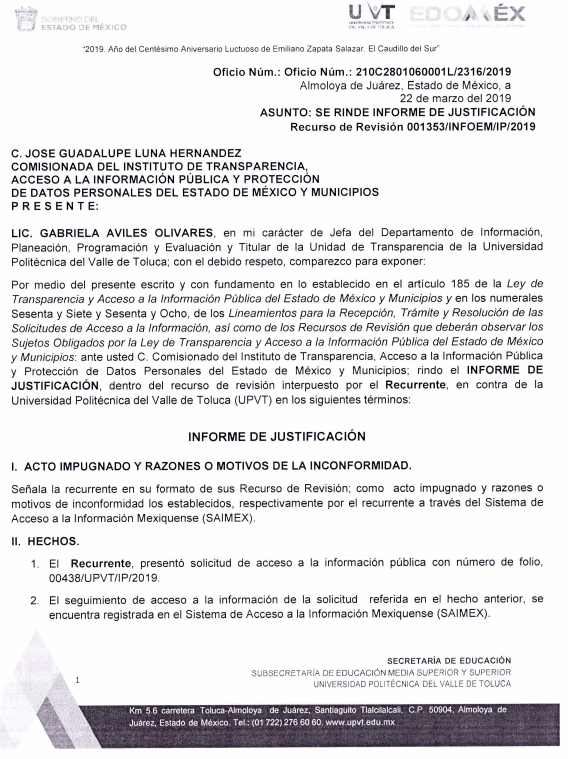 GOBIERNO DEL
ESTADO DE MÉXICO
UVT
UNIVERSIDAD POLITÉCNICA
DEL VALLE DE TOLUCA
EDOMÉX
"2019. Año del Centésimo Aniversario Luctuoso de Emiliano Zapata Salazar. El Caudillo del Sur"
Oficio Núm.: Oficio Núm.: 210C2801060001L/2316/2019
Almoloya de Juárez, Estado de México, a
22 de marzo del 2019
ASUNTO: SE RINDE INFORME DE JUSTIFICACIÓN
Recurso de Revisión 001353/INFOEM/IP/2019
C. JOSE GUADALUPE LUNA HERNANDEZ
COMISIONADA DEL INSTITUTO DE TRANSPARENCIA,
ACCESO A LA INFORMACIÓN PÚBLICA Y PROTECCIÓN
DE DATOS PERSONALES DEL ESTADO DE MÉXICO Y MUNICIPIOS
P R E S E N T E:
LIC. GABRIELA AVILES OLIVARES, en mi carácter de Jefa del Departamento de Información,
Planeación, Programación y Evaluación y Titular de la Unidad de Transparencia de la Universidad
Politécnica del Valle de Toluca; con el debido respeto, comparezco para exponer:
Por medio del presente escrito y con fundamento en lo establecido en el artículo 185 de la Ley de
Transparencia y Acceso a la Información Pública del Estado de México y Municipios y en los numerales
Sesenta y Siete y Sesenta y Ocho, de los Lineamientos para la Recepción, Trámite y Resolución de las
Solicitudes de Acceso a la Información, así como de los Recursos de Revisión que deberán observar los
Sujetos Obligados por la Ley de Transparencia y Acceso a la Información Pública del Estado de México
y Municipios: ante usted C. Comisionado del Instituto de Transparencia, Acceso a la Información Pública
y Protección de Datos Personales del Estado de México y Municipios; rindo el INFORME DE
JUSTIFICACIÓN, dentro del recurso de revisión interpuesto por el Recurrente, en contra de la
Universidad Politécnica del Valle de Toluca (UPVT) en los siguientes términos:
INFORME DE JUSTIFICACIÓN
I. ACTO IMPUGNADO Y RAZONES O MOTIVOS DE LA INCONFORMIDAD.
Señala la recurrente en su formato de sus Recurso de Revisión; como acto impugnado y razones o
motivos de inconformidad los establecidos, respectivamente por el recurrente a través del Sistema de
Acceso a la Información Mexiquense (SAIMEX).
II. HECHOS.
1. El Recurrente, presentó solicitud de acceso a la información pública con número de folio,
00438/UPVT/IP/2019.
2. El seguimiento de acceso a la información de la solicitud referida en el hecho anterior, se
encuentra registrada en el Sistema de Acceso a la Información Mexiquense (SAIMEX).
SECRETARÍA DE EDUCACIÓN
SUBSECRETARÍA DE EDUCACIÓN MEDIA SUPERIOR Y SUPERIOR
UNIVERSIDAD POLITÉCNICA DEL VALLE DE TOLUCA
1
Km 5.6 carretera Toluca-Almoloya de Juárez, Santiaguito Tlalcilalcali, C.P. 50904, Almoloya de
Juárez, Estado de México. Tel.: (01 722) 276 60 60. www.upvt.edu.mx